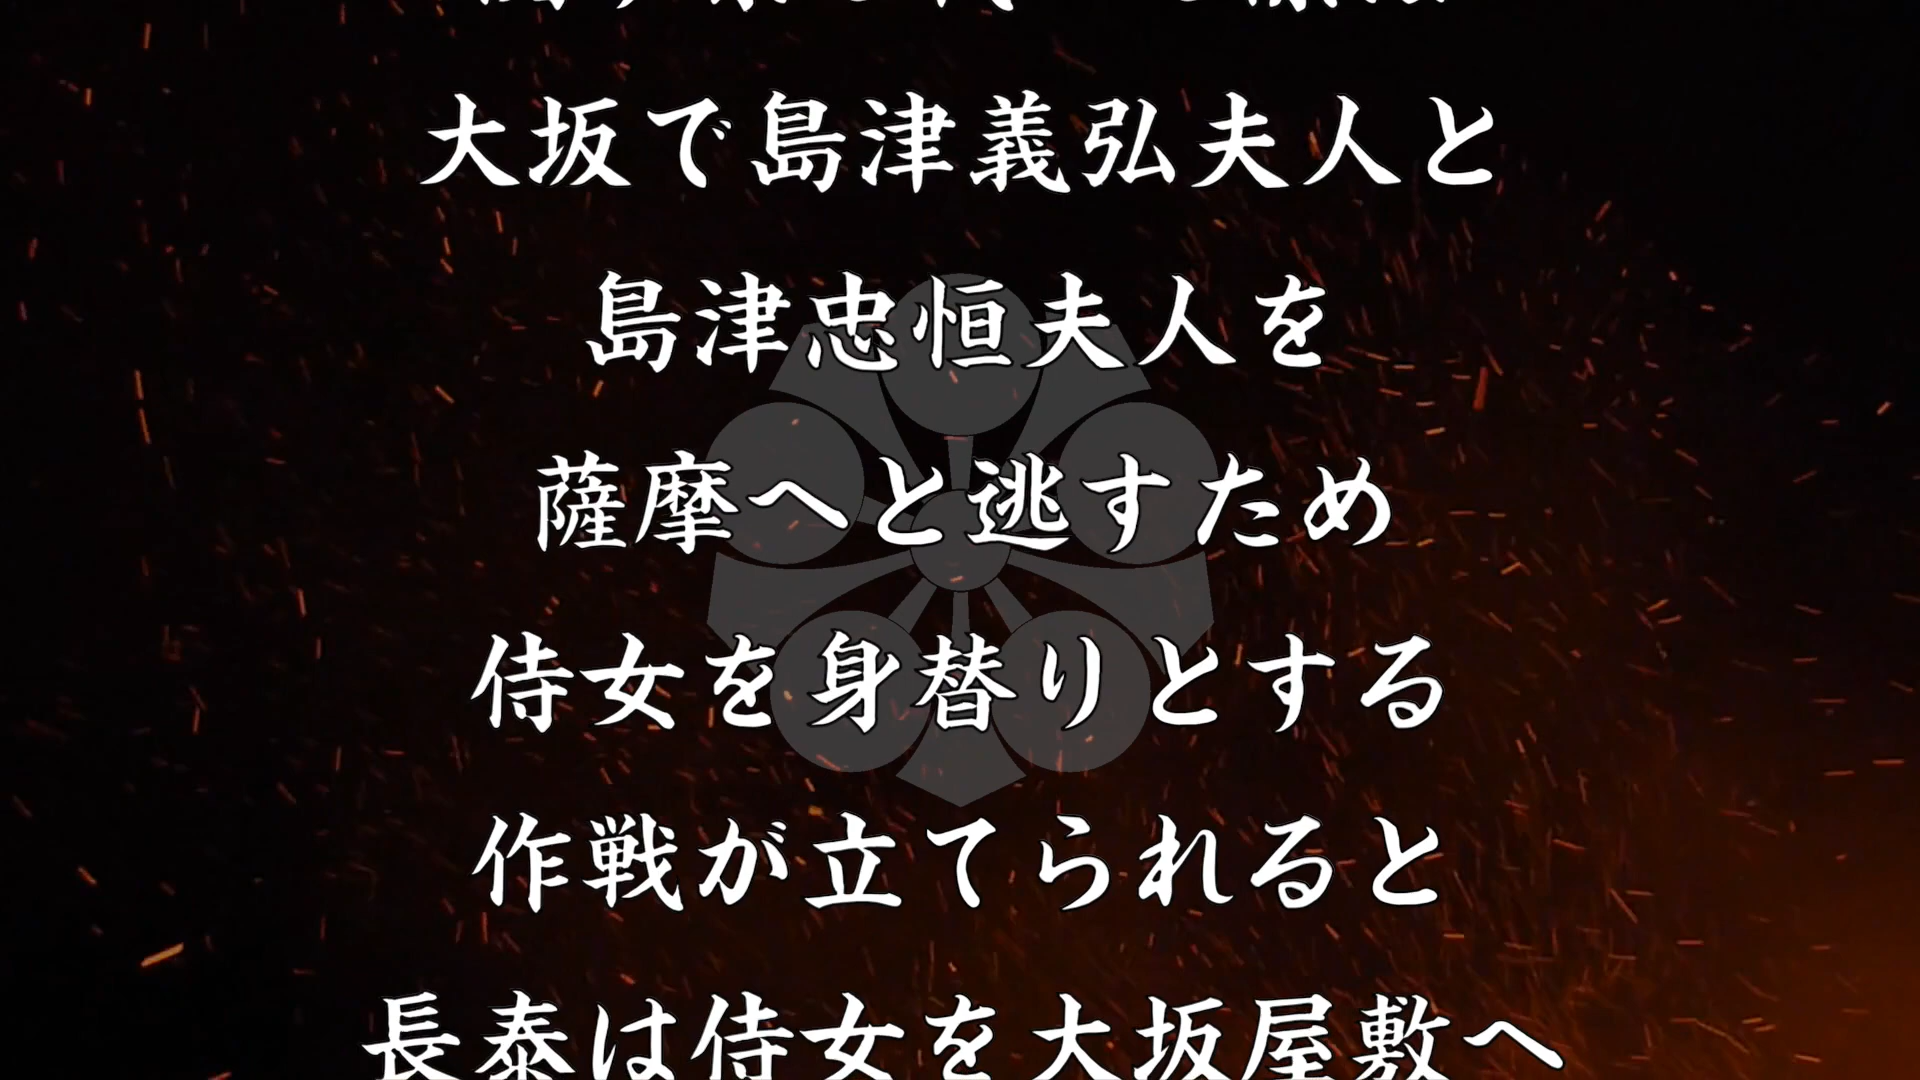 大坂で島津義弘夫人と
島津忠恒夫人を
薩摩へと逃すため
侍女を身替りとする
作戦が立てられると
長泰は侍女を大坂屋敷へ